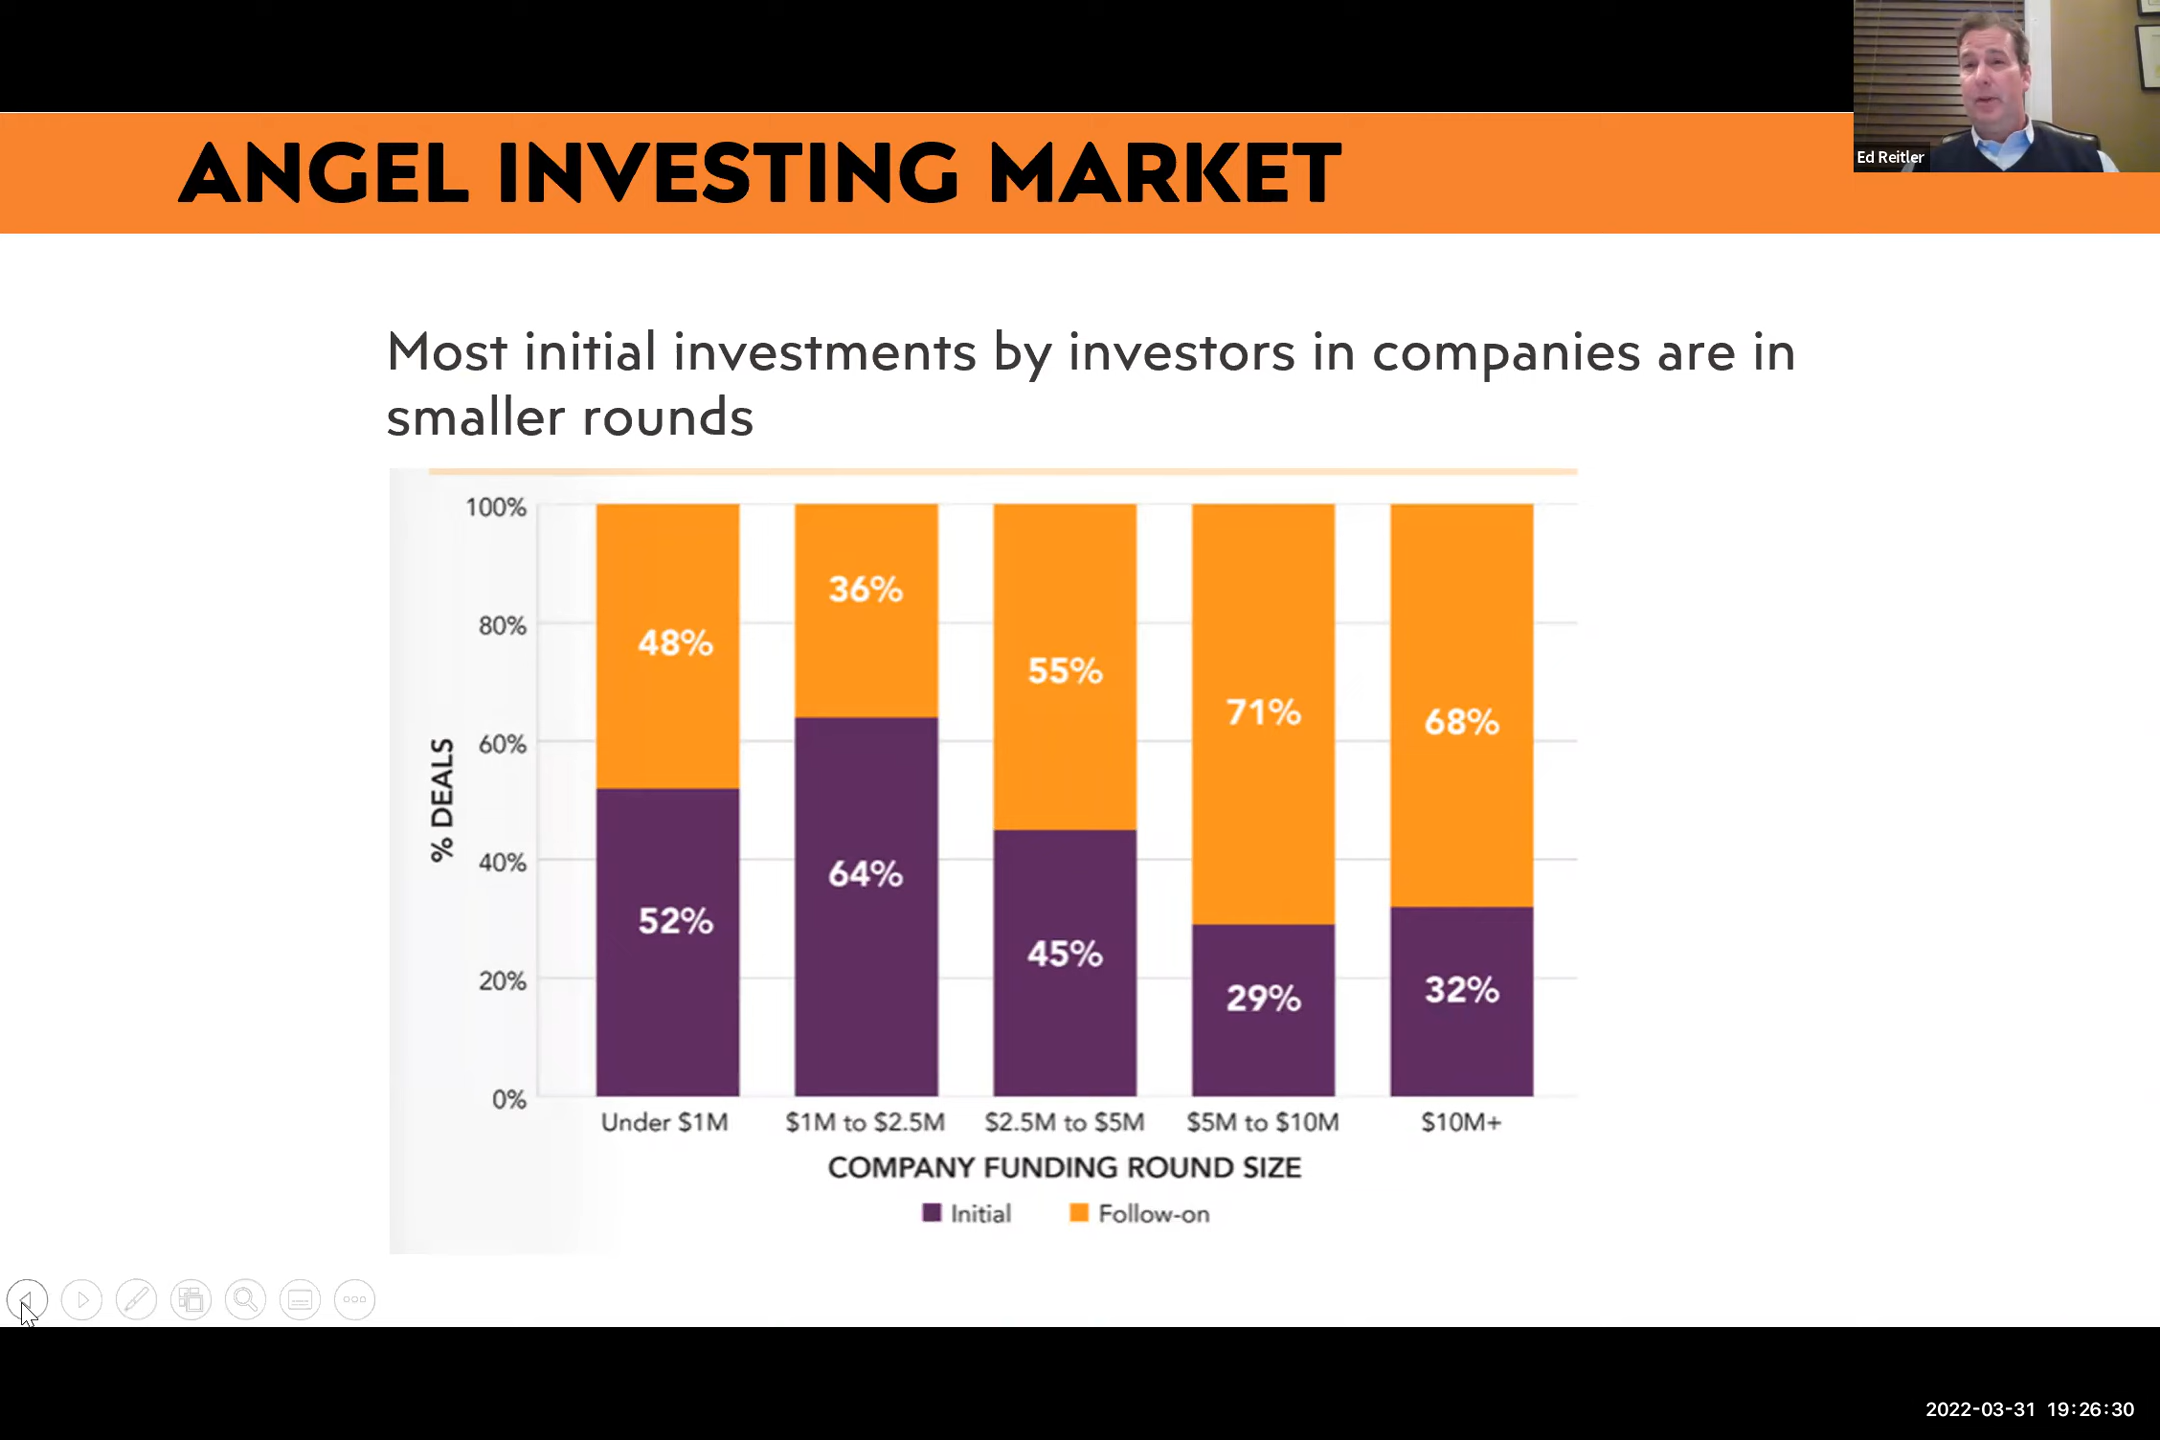 ANGEL INVESTING MARKET
Ed Reitler
Most initial investments by investors in companies are in
smaller rounds
100%
80%
60%
40%
20%
0%
% DEALS
48%
36%
55%
71%
68%
52%
64%
45%
29%
32%
Under $1M
$1M to $2.5M
$2.5M to $5M
$5M to $10M
$10M+
COMPANY FUNDING ROUND SIZE
Initial
Follow-on
2022-03-31 19:26:30